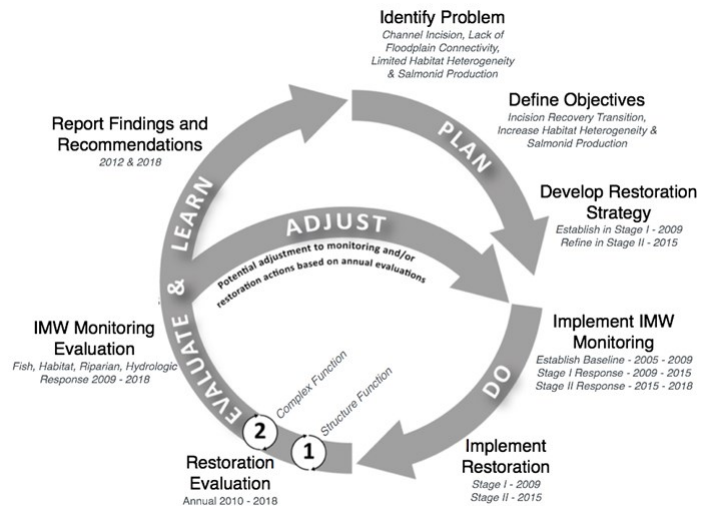 Identify Problem
Channel Incision, Lack of
Floodplain Connectivity,
Limited Habitat Heterogeneity
& Salmonid Production
Define Objectives
Incision Recovery Transition,
Increase Habitat Heterogeneity &
Salmonid Production
PLAN
Develop Restoration
Strategy
Establish in Stage I - 2009
Refine in Stage II - 2015
Implement IMW
Monitoring
Establish Baseline - 2005 - 2009
Stage I Response - 2009 - 2015
Stage II Response - 2015 - 2018
DO
Implement
Restoration
Stage I - 2009
Stage II - 2015
1
Structure Function
2
Complex Function
Restoration
Evaluation
Annual 2010 - 2018
EVALUATE & LEARN
IMW Monitoring
Evaluation
Fish, Habitat, Riparian, Hydrologic
Response 2009 - 2018
ADJUST
Potential adjustment to monitoring and/or
restoration actions based on annual evaluations
Report Findings and
Recommendations
2012 & 2018